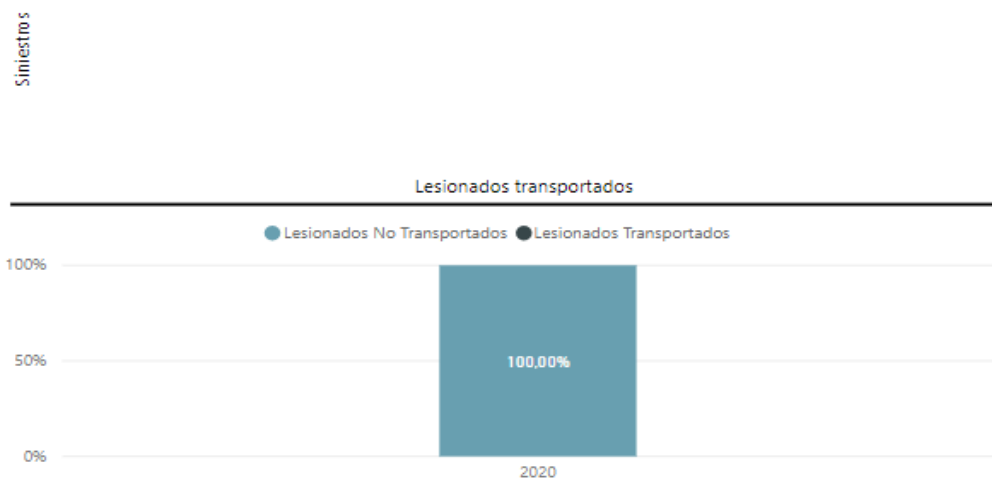 Siniestros
Lesionados transportados
Lesionados No Transportados Lesionados Transportados
100%
50%
0%
100,00%
2020